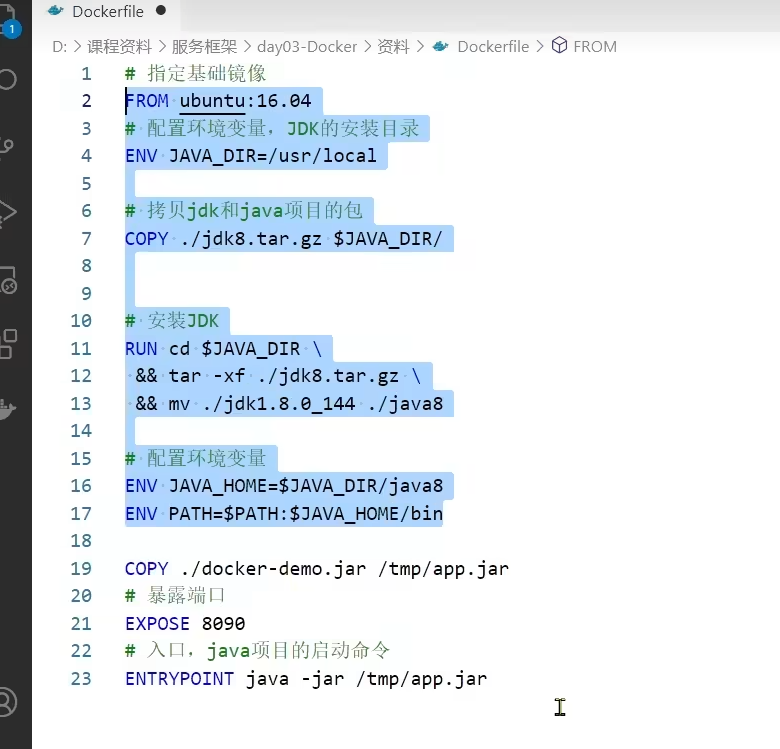 Dockerfile
1
D: > 课程资料 > 服务框架 > day03-Docker > 资料 > Dockerfile > FROM
1 # 指定基础镜像
2 FROM ubuntu:16.04
3 # 配置环境变量，JDK的安装目录
4 ENV JAVA_DIR=/usr/local
5
6 # 拷贝jdk和java项目的包
7 COPY ./jdk8.tar.gz $JAVA_DIR/
8
9
10 # 安装JDK
11 RUN cd $JAVA_DIR \
12  && tar -xf ./jdk8.tar.gz \
13  && mv ./jdk1.8.0_144 ./java8
14
15 # 配置环境变量
16 ENV JAVA_HOME=$JAVA_DIR/java8
17 ENV PATH=$PATH:$JAVA_HOME/bin
18
19 COPY ./docker-demo.jar /tmp/app.jar
20 # 暴露端口
21 EXPOSE 8090
22 # 入口，java项目的启动命令
23 ENTRYPOINT java -jar /tmp/app.jar